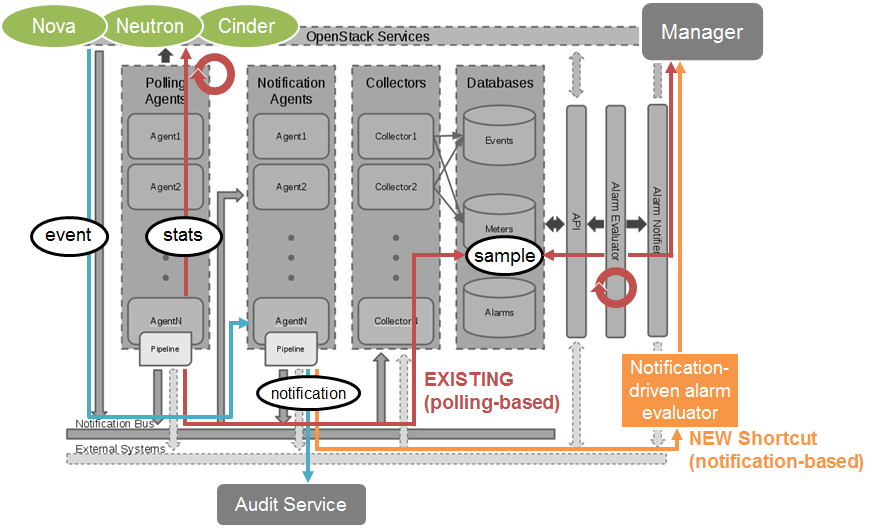 Nova
Neutron
Cinder
OpenStack Services
Manager
Polling
Agents
Notification
Agents
Collectors
Databases
Agent1
Agent1
Collector1
Events
Agent2
Agent2
Collector2
Meters
API
Alarm Evaluator
Alarm Notifier
event
stats
sample
AgentN
AgentN
CollectorN
Alarms
Pipeline
Pipeline
notification
EXISTING
(polling-based)
Notification-
driven alarm
evaluator
Notification Bus
External Systems
NEW Shortcut
(notification-based)
Audit Service